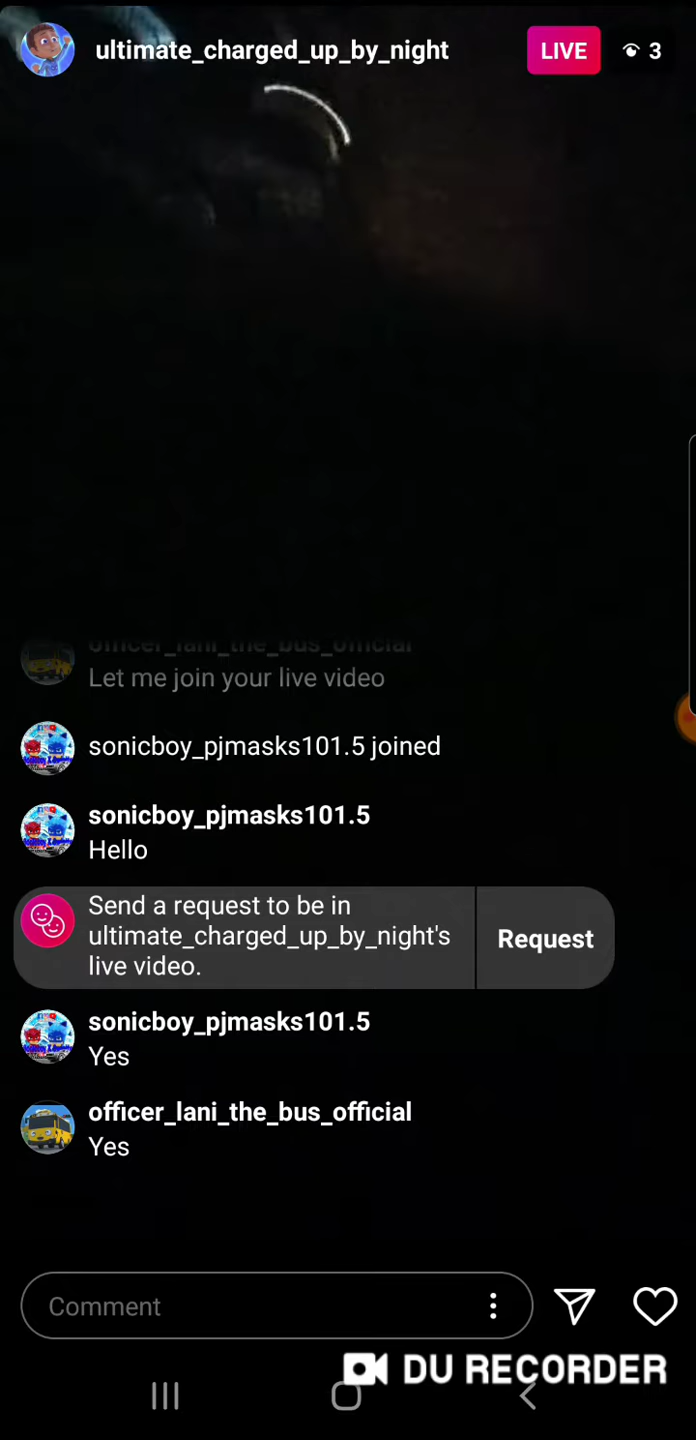 ultimate_charged_up_by_night
LIVE
3
officer_lani_the_bus_official
Let me join your live video
sonicboy_pjmasks101.5 joined
sonicboy_pjmasks101.5
Hello
Send a request to be in
ultimate_charged_up_by_night's
live video.
Request
sonicboy_pjmasks101.5
Yes
officer_lani_the_bus_official
Yes
Comment
DU RECORDER